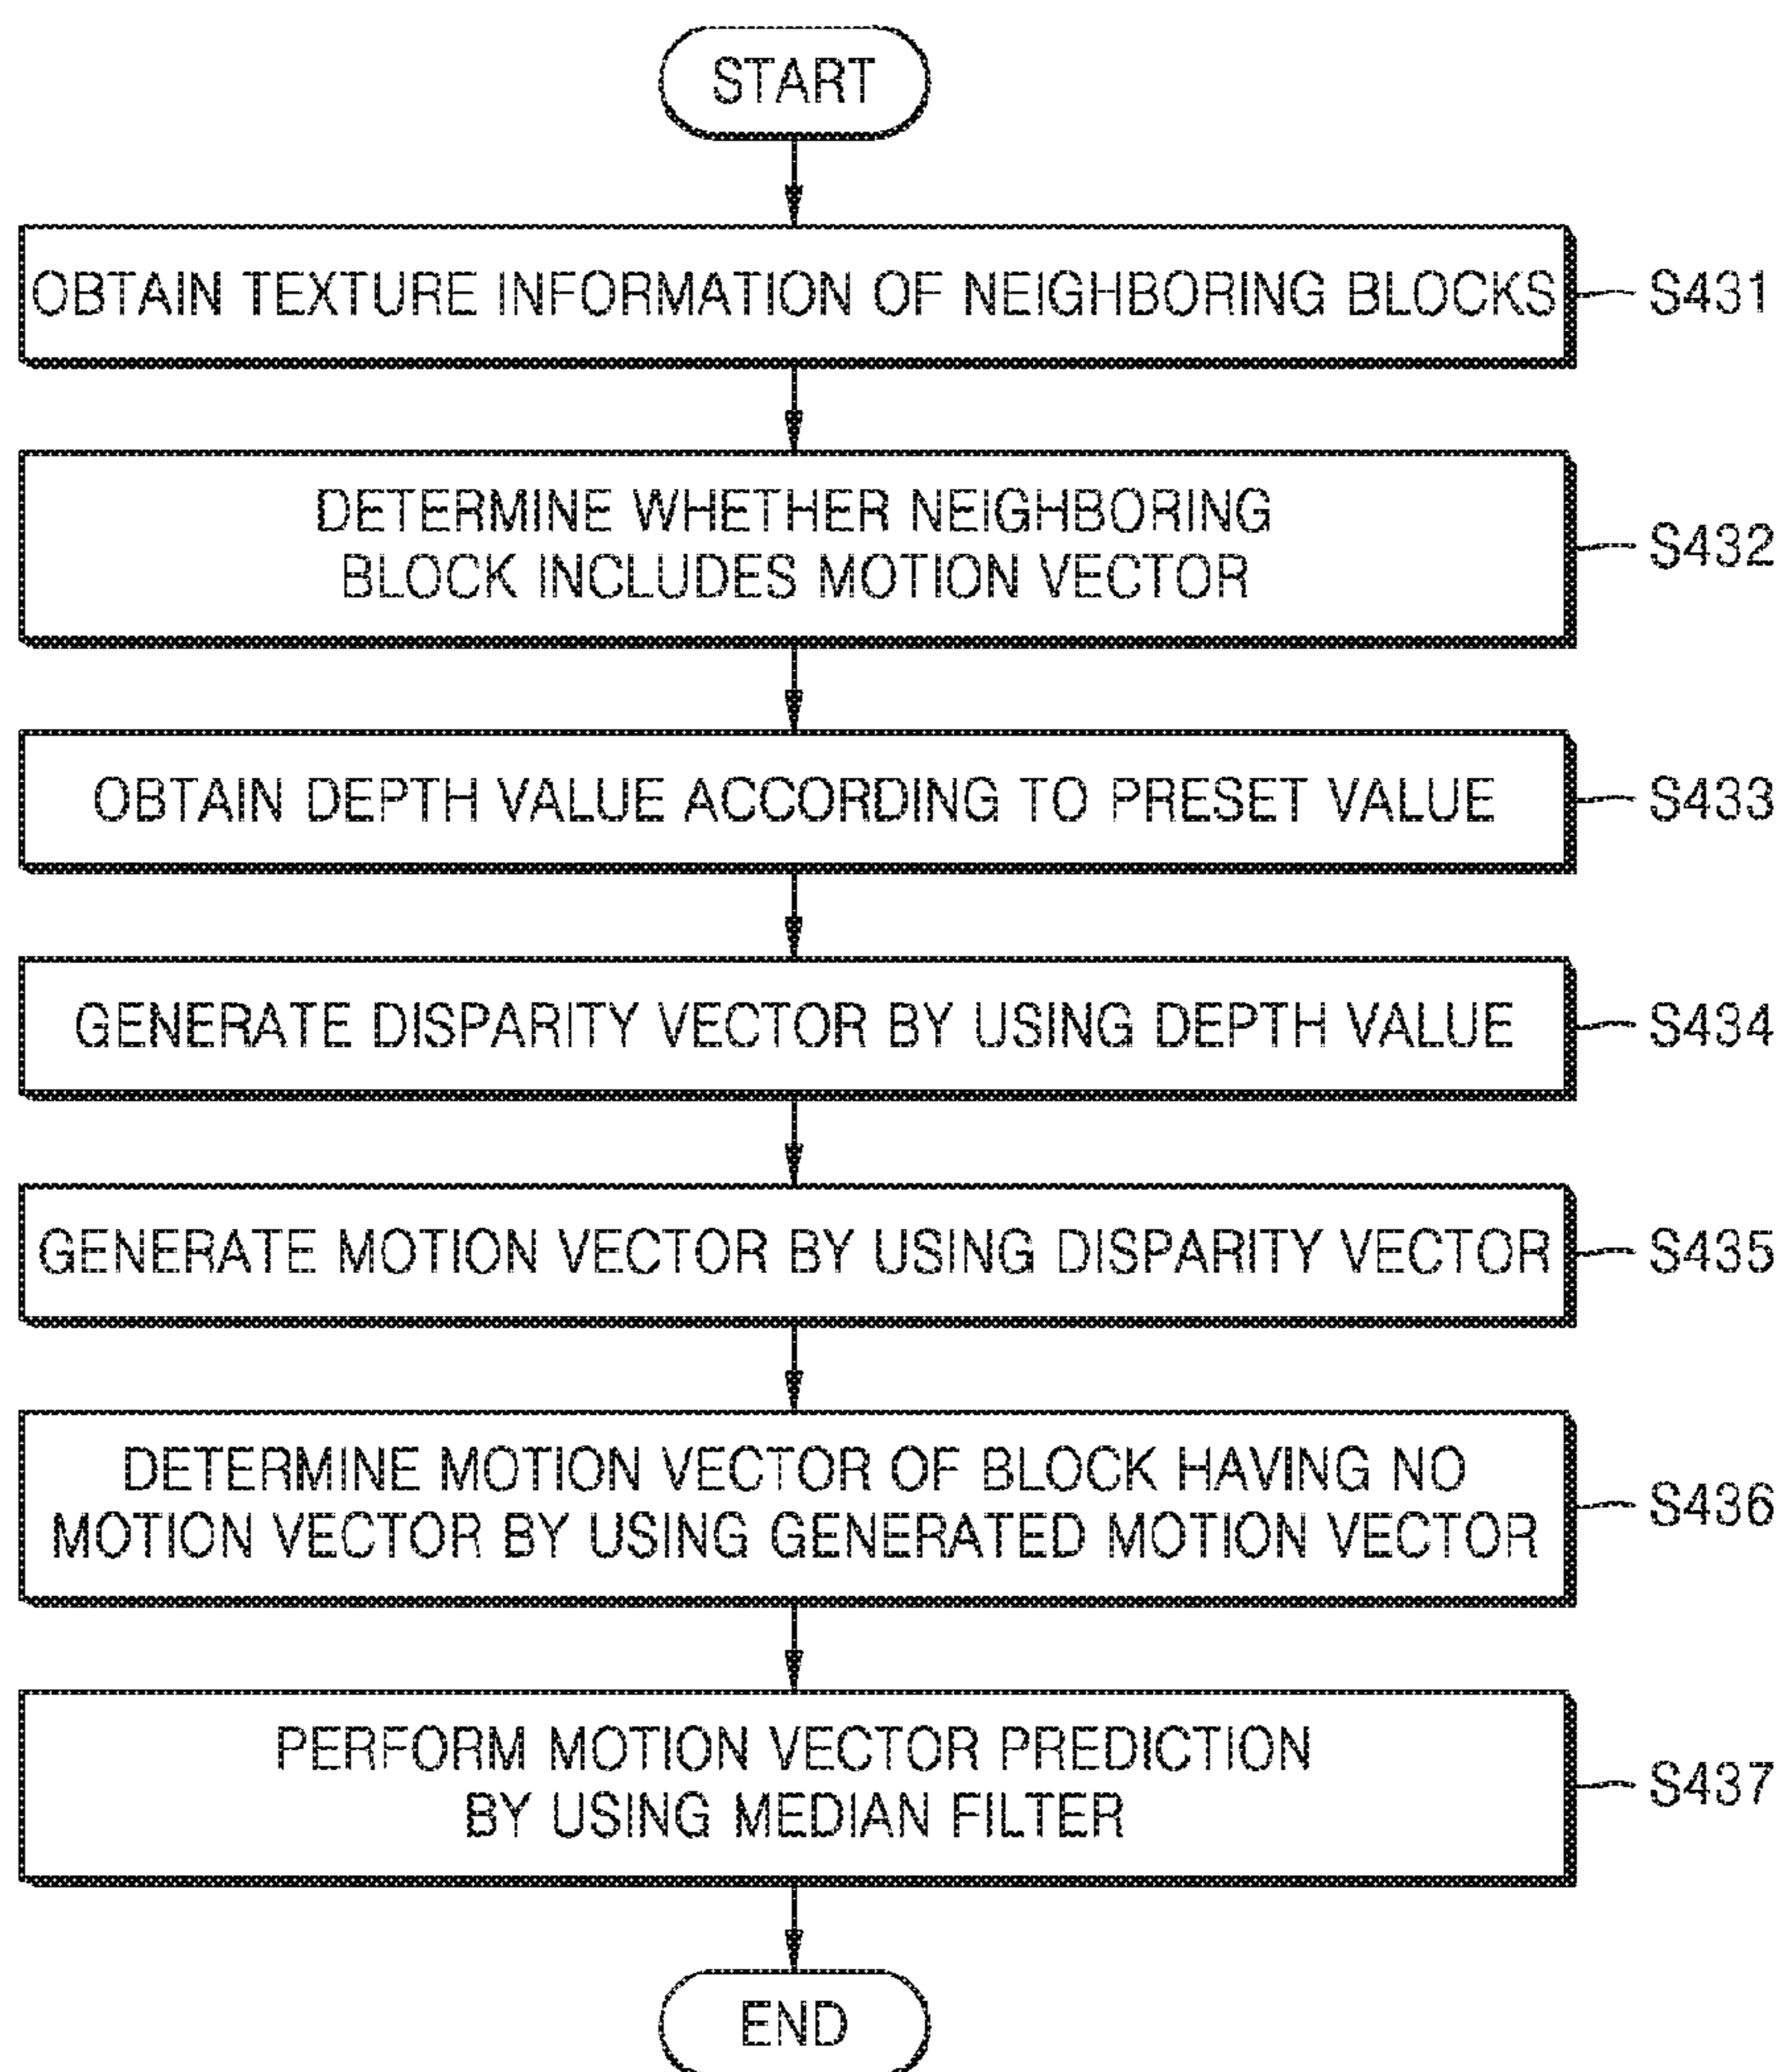 START
OBTAIN TEXTURE INFORMATION OF NEIGHBORING BLOCKS
S431
DETERMINE WHETHER NEIGHBORING
BLOCK INCLUDES MOTION VECTOR
S432
OBTAIN DEPTH VALUE ACCORDING TO PRESET VALUE
S433
GENERATE DISPARITY VECTOR BY USING DEPTH VALUE
S434
GENERATE MOTION VECTOR BY USING DISPARITY VECTOR
S435
DETERMINE MOTION VECTOR OF BLOCK HAVING NO
MOTION VECTOR BY USING GENERATED MOTION VECTOR
S436
PERFORM MOTION VECTOR PREDICTION
BY USING MEDIAN FILTER
S437
END